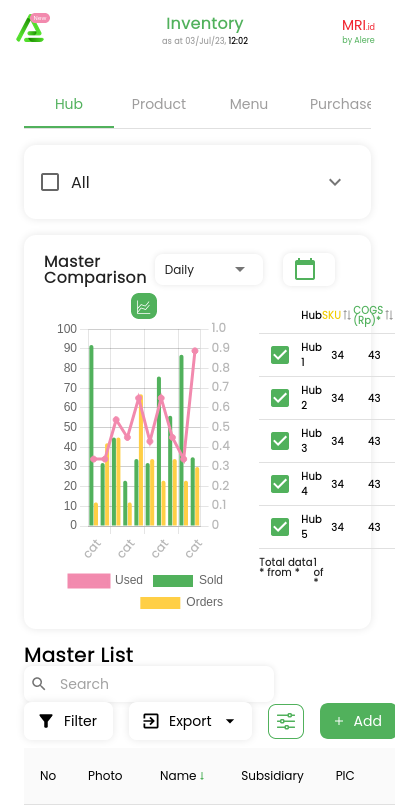 New
Inventory
as at 03/Jul/23, 12:02
MRI.id
by Alere
Hub Product Menu Purchase
All
Master
Comparison
Daily
100
90
80
70
60
50
40
30
20
10
0
1.0
0.9
0.8
0.7
0.6
0.5
0.4
0.3
0.2
0.1
0
cat cat cat cat
Used Sold
Orders
Hub SKU COGS
(Rp)*
Hub
1 34 43
Hub
2 34 43
Hub
3 34 43
Hub
4 34 43
Hub
5 34 43
Total data
* from *
1
of
*
Master List
Search
Filter Export + Add
No Photo Name ↓ Subsidiary PIC